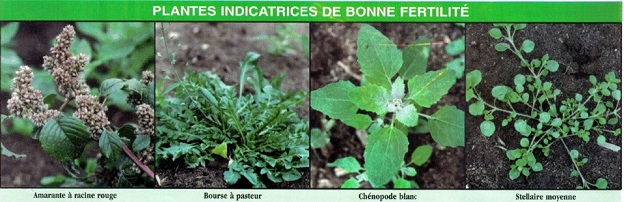 PLANTES INDICATRICES DE BONNE FERTILITÉ
Amarante à racine rouge
Bourse à pasteur
Chénopode blanc
Stellaire moyenne